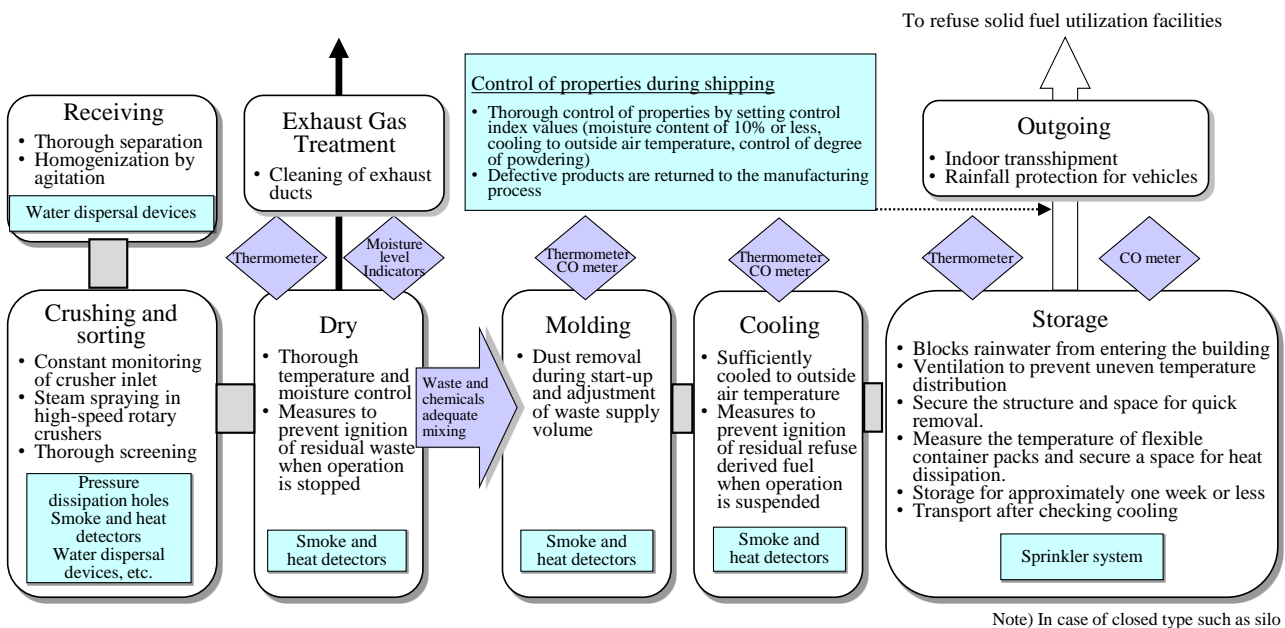 To refuse solid fuel utilization facilities
Receiving
• Thorough separation
• Homogenization by
agitation
Water dispersal devices
Exhaust Gas
Treatment
• Cleaning of exhaust
ducts
Control of properties during shipping
• Thorough control of properties by setting control
index values (moisture content of 10% or less,
cooling to outside air temperature, control of degree
of powdering)
• Defective products are returned to the manufacturing
process
Outgoing
• Indoor transshipment
• Rainfall protection for vehicles
Thermometer
Moisture
level
Indicators
Thermometer
CO meter
Thermometer
CO meter
Thermometer
CO meter
Crushing and
sorting
• Constant monitoring
of crusher inlet
• Steam spraying in
high-speed rotary
crushers
• Thorough screening
Pressure
dissipation holes
Smoke and heat
detectors
Water dispersal
devices, etc.
Dry
• Thorough
temperature and
moisture control
• Measures to
prevent ignition
of residual waste
when operation
is stopped
Smoke and
heat detectors
Waste and
chemicals
adequate
mixing
Molding
• Dust removal
during start-up
and adjustment
of waste supply
volume
Smoke and
heat detectors
Cooling
• Sufficiently
cooled to outside
air temperature
• Measures to
prevent ignition
of residual refuse
derived fuel
when operation
is suspended
Smoke and
heat detectors
Storage
• Blocks rainwater from entering the building
• Ventilation to prevent uneven temperature
distribution
• Secure the structure and space for quick
removal.
• Measure the temperature of flexible
container packs and secure a space for heat
dissipation.
• Storage for approximately one week or less
• Transport after checking cooling
Sprinkler system
Note) In case of closed type such as silo